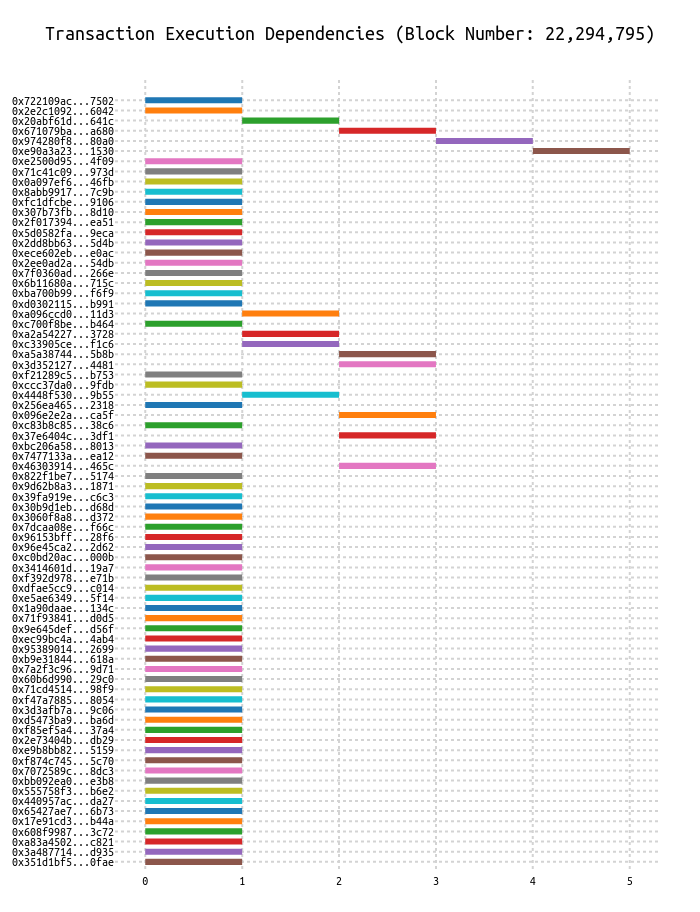 Transaction Execution Dependencies (Block Number: 22,294,795)
0x722109ac...7502
0x2e2c1092...6042
0x20abf61d...641c
0x671079ba...a680
0x974280f8...80a0
0xe90a3a23...1530
0xe2500d95...4f09
0x71c41c09...973d
0x0a097ef6...46fb
0x8abb9917...7c9b
0xfc1dfcbe...9106
0x307b73fb...8d10
0x2f017394...ea51
0x5d0582fa...9eca
0x2dd8bb63...5d4b
0xece602eb...e0ac
0x2ee0ad2a...54db
0x7f0360ad...266e
0x6b11680a...715c
0xba700b99...f6f9
0xd0302115...b991
0xa096ccd0...11d3
0xc700f8be...b464
0xa2a54227...3728
0xc33905ce...f1c6
0xa5a38744...5b8b
0x3d352127...4481
0xf21289c5...b753
0xccc37da0...9fdb
0x4448f530...9b55
0x256ea465...2318
0x096e2e2a...ca5f
0xc83b8c85...38c6
0x37e6404c...3df1
0xbc206a58...8013
0x7477133a...ea12
0x46303914...465c
0x822f1be7...5174
0x9d62b8a3...1871
0x39fa919e...c6c3
0x30b9d1eb...d68d
0x3060f8a8...d372
0x7dcaa08e...f66c
0x96153bff...28f6
0x96e45ca2...2d62
0xc0bd20ac...000b
0x3414601d...19a7
0xf392d978...e71b
0xdfae5cc9...c014
0xe5ae6349...5f14
0x1a90daae...134c
0x71f93841...d0d5
0x9e645def...d56f
0xec99bc4a...4ab4
0x95389014...2699
0xb9e31844...618a
0x7a2f3c96...9d71
0x60b6d990...29c0
0x71cd4514...98f9
0xf47a7885...8054
0x3d3afb7a...9c06
0xd5473ba9...ba6d
0xf85ef5a4...37a4
0x2e73404b...db29
0xe9b8bb82...5159
0xf874c745...5c70
0x7072589c...8dc3
0xbb092ea0...e3b8
0x555758f3...b6e2
0x440957ac...da27
0x65427ae7...6b73
0x17e91cd3...b44a
0x608f9987...3c72
0xa83a4502...c821
0x3a487714...d935
0x351d1bf5...0fae
0 1 2 3 4 5